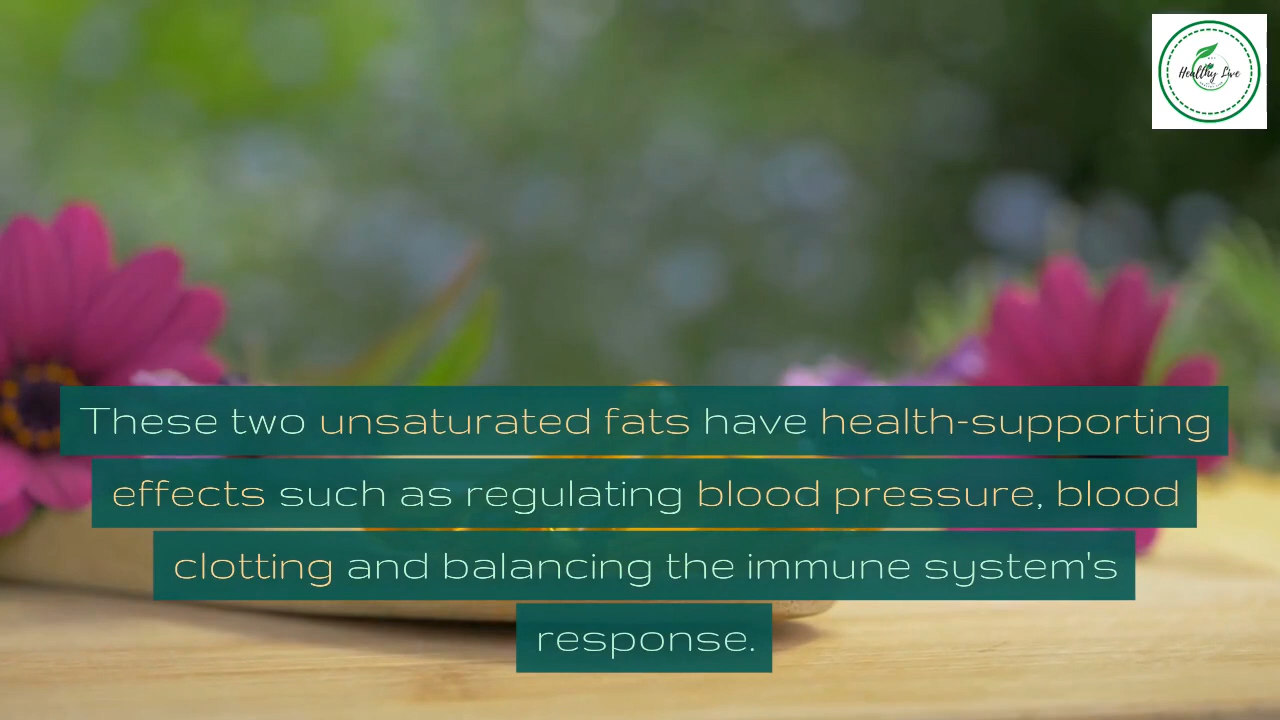 Healthy Live
These two unsaturated fats have health-supporting
effects such as regulating blood pressure, blood
clotting and balancing the immune system's
response.